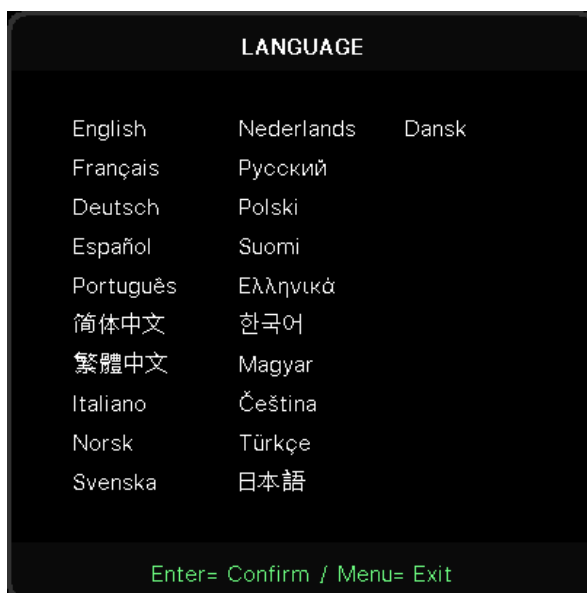 LANGUAGE
English Nederlands Dansk
Français Русский
Deutsch Polski
Español Suomi
Português Ελληνικά
简体中文 한국어
繁體中文 Magyar
Italiano Čeština
Norsk Türkçe
Svenska 日本語
Enter= Confirm / Menu= Exit